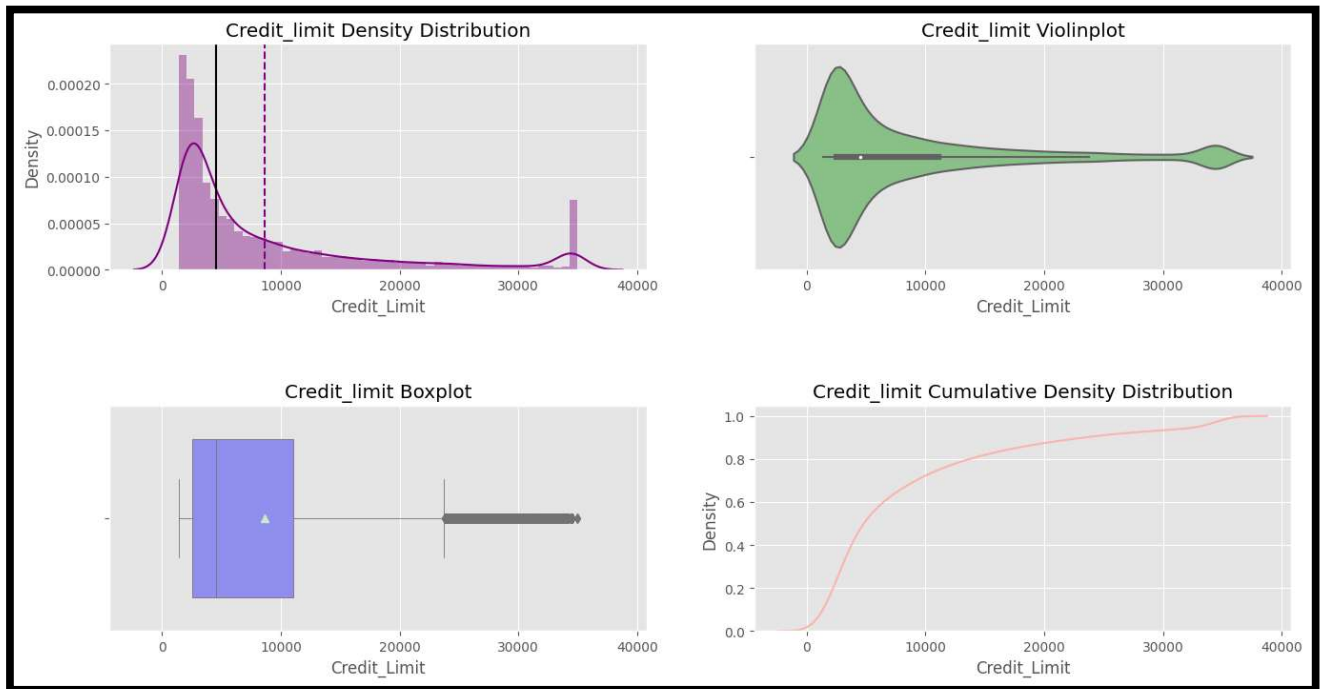 Credit_limit Density Distribution
Density
0.00020
0.00015
0.00010
0.00005
0.00000
0 10000 20000 30000 40000
Credit_Limit
Credit_limit Violinplot
0 10000 20000 30000 40000
Credit_Limit
Credit_limit Boxplot
0 10000 20000 30000 40000
Credit_Limit
Credit_limit Cumulative Density Distribution
Density
1.0
0.8
0.6
0.4
0.2
0.0
0 10000 20000 30000 40000
Credit_Limit